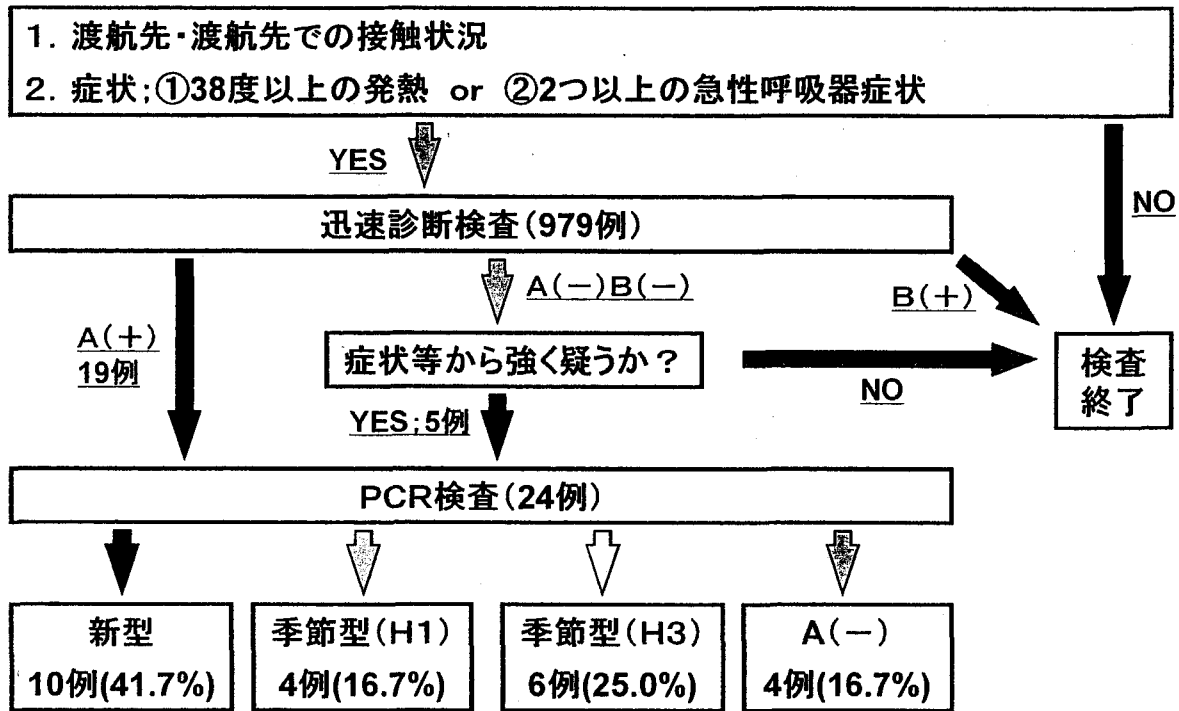 1．渡航先・渡航先での接触状況
2．症状；①38度以上の発熱 or ②2つ以上の急性呼吸器症状
YES
NO
迅速診断検査（979例）
A（＋）
19例
A（－）B（－）
B（＋）
症状等から強く疑うか？
NO
検査
終了
YES；5例
PCR検査（24例）
新型
10例(41.7%)
季節型（H1）
4例(16.7%)
季節型（H3）
6例(25.0%)
A（－）
4例(16.7%)